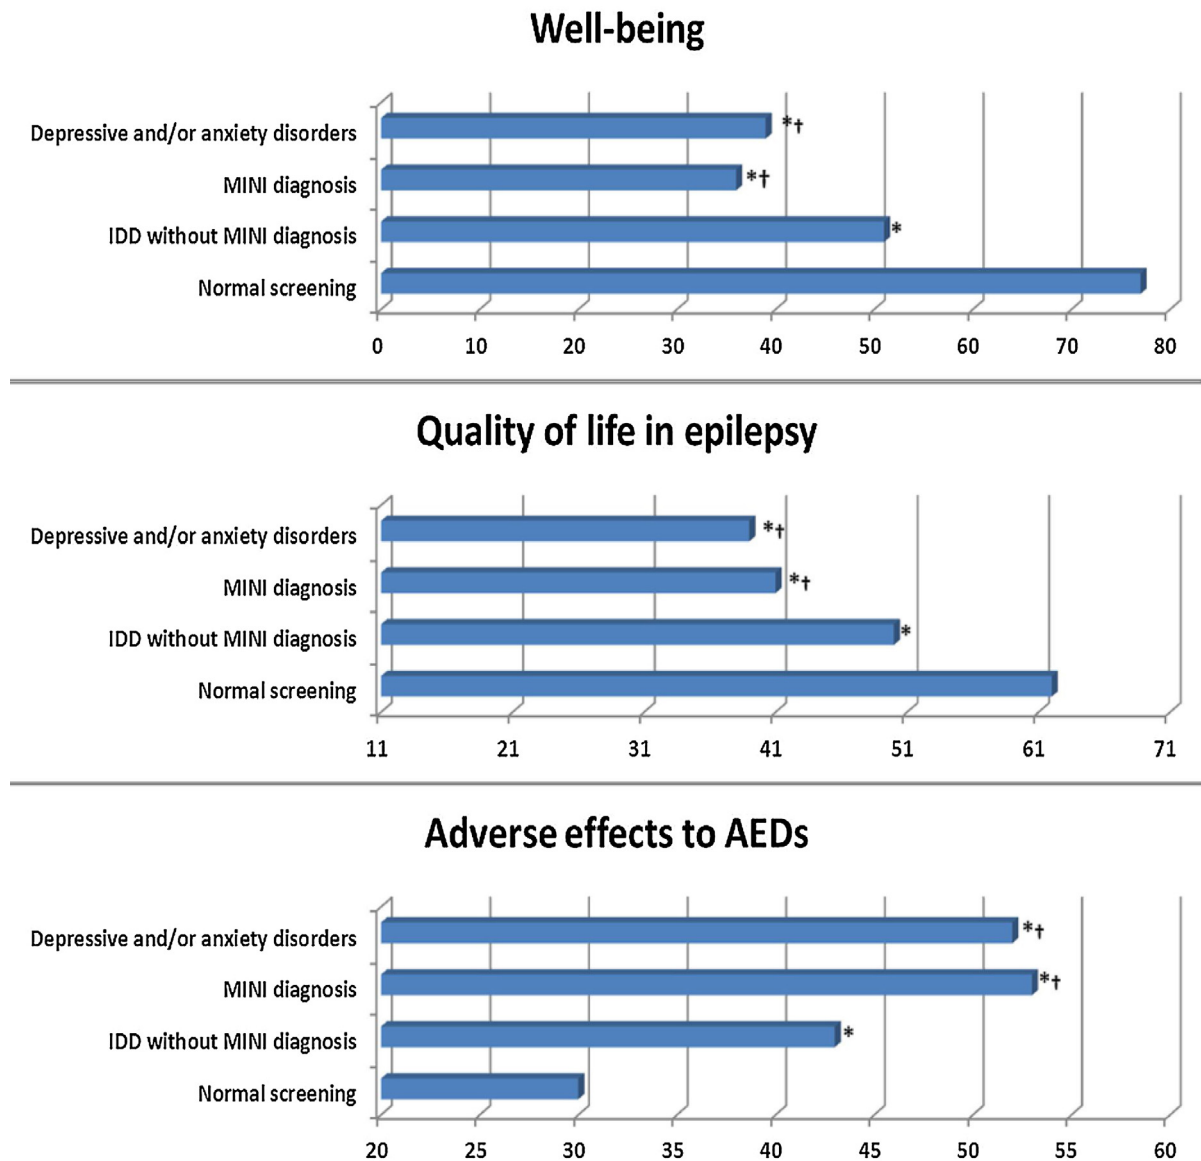 Well-being
Depressive and/or anxiety disorders *†
MINI diagnosis *†
IDD without MINI diagnosis *
Normal screening
0 10 20 30 40 50 60 70 80
Quality of life in epilepsy
Depressive and/or anxiety disorders *†
MINI diagnosis *†
IDD without MINI diagnosis *
Normal screening
11 21 31 41 51 61 71
Adverse effects to AEDs
Depressive and/or anxiety disorders *†
MINI diagnosis *†
IDD without MINI diagnosis *
Normal screening
20 25 30 35 40 45 50 55 60